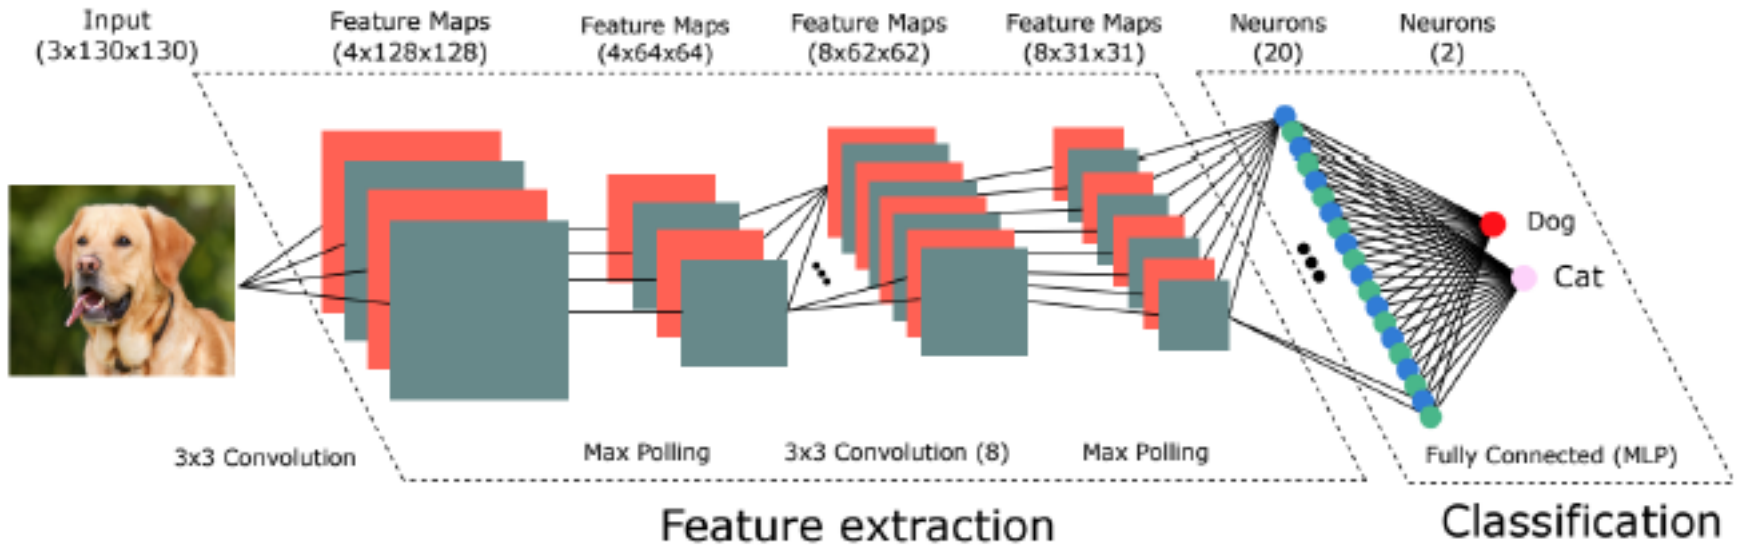 Input
(3x130x130)
Feature Maps
(4x128x128)
Feature Maps
(4x64x64)
Feature Maps
(8x62x62)
Feature Maps
(8x31x31)
Neurons
(20)
Neurons
(2)
Dog
Cat
3x3 Convolution
Max Polling
3x3 Convolution (8)
Max Polling
Fully Connected (MLP)
Feature extraction
Classification